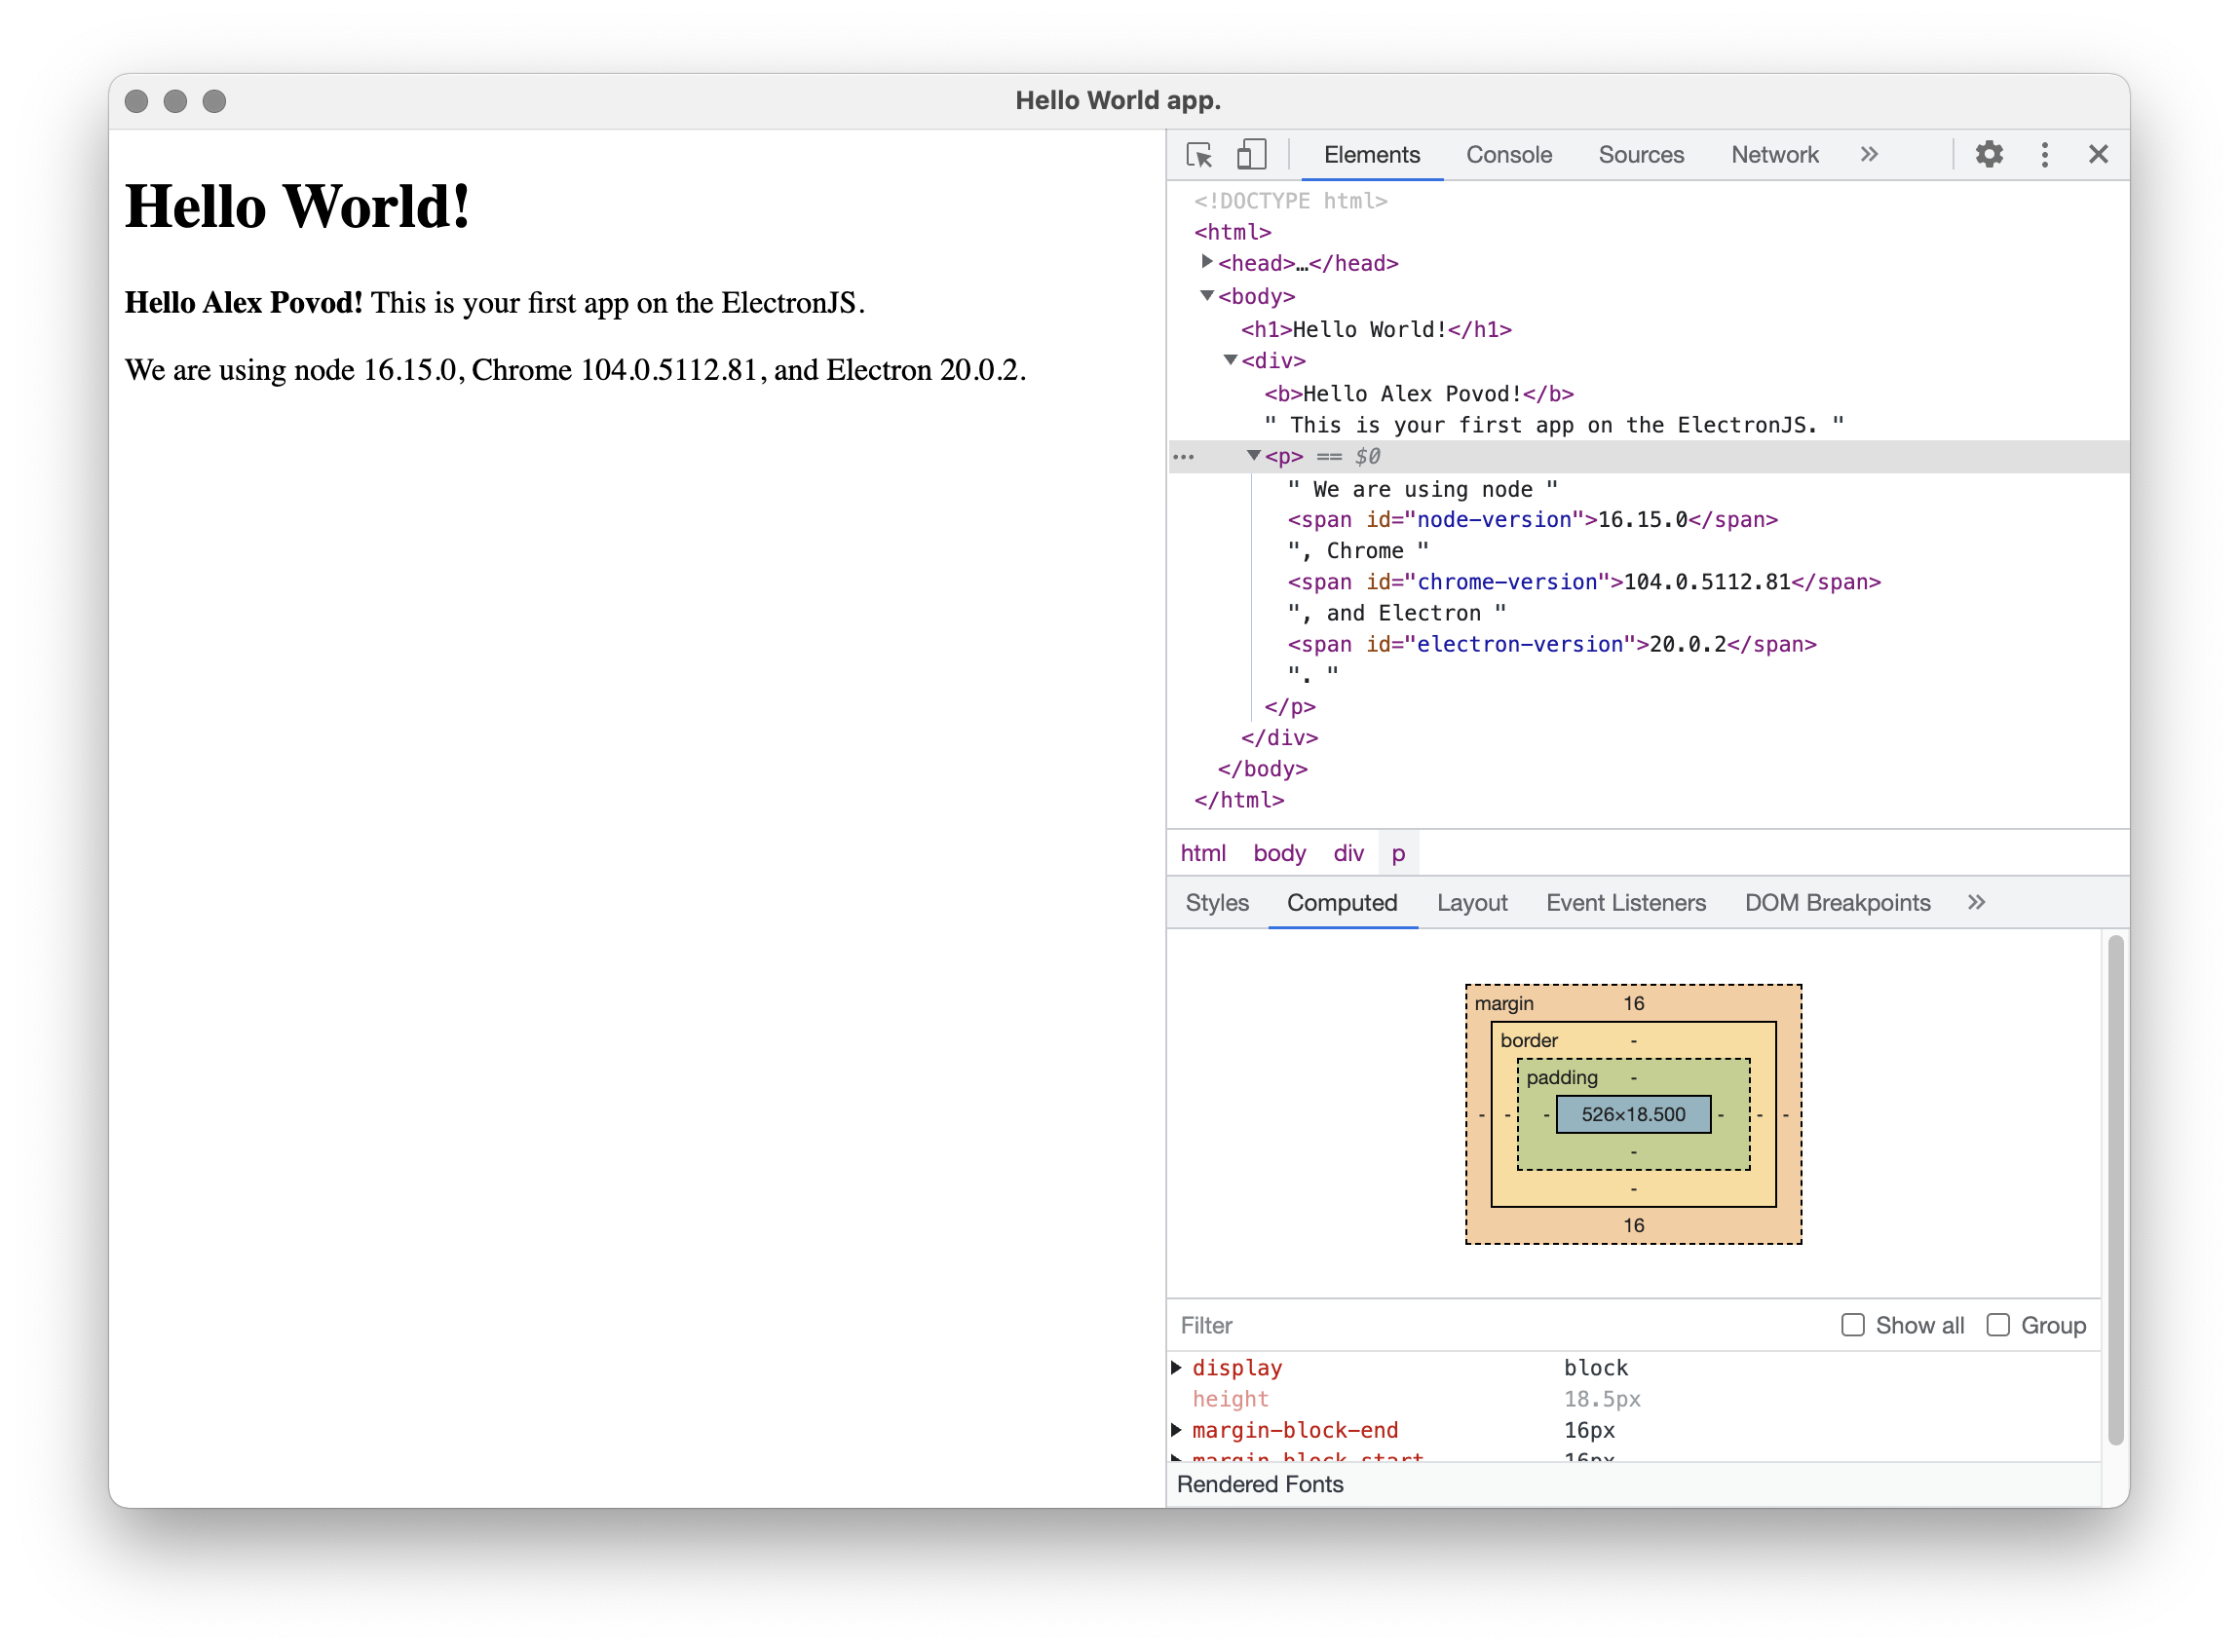 Hello World app.
Hello World!
Hello Alex Povod! This is your first app on the ElectronJS.
We are using node 16.15.0, Chrome 104.0.5112.81, and Electron 20.0.2.
Elements Console Sources Network »
<!DOCTYPE html>
<html>
<head>…</head>
<body>
<h1>Hello World!</h1>
<div>
<b>Hello Alex Povod!</b>
" This is your first app on the ElectronJS. "
<p> == $0
" We are using node "
<span id="node-version">16.15.0</span>
", Chrome "
<span id="chrome-version">104.0.5112.81</span>
", and Electron "
<span id="electron-version">20.0.2</span>
". "
</p>
</div>
</body>
</html>
html body div p
Styles Computed Layout Event Listeners DOM Breakpoints »
margin 16
border -
padding -
- - - 526×18.500 - - -
-
-
16
Filter Show all Group
display block
height 18.5px
margin-block-end 16px
margin-block-start 16px
Rendered Fonts